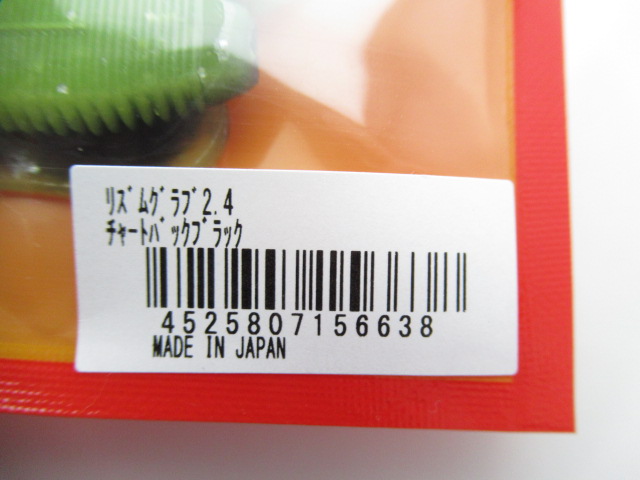 ﾘｽﾞﾑｸﾞﾗﾌﾞ2.4
ﾁｬｰﾄﾊﾞｯｸﾌﾞﾗｯｸ
4525807156638
MADE IN JAPAN